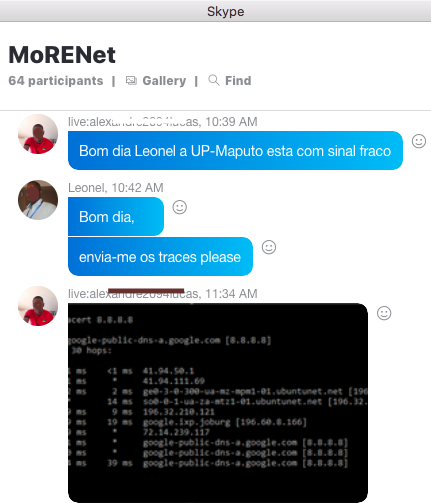 Skype
MoRENet
64 participants | Gallery | Find
live:alexandre2694lucas, 10:39 AM
Bom dia Leonel a UP-Maputo esta com sinal fraco
Leonel, 10:42 AM
Bom dia,
envia-me os traces please
live:alexandre2694lucas, 11:34 AM
acert 8.8.8.8
google-public-dns-a.google.com [8.8.8.8]
30 hops:
ms <1 ms 41.94.50.1
ms * 41.94.111.69
ms 2 ms ge0-3-0-300-ua-mz-mpm1-01.ubuntunet.net [196
14 ms so0-0-1-ua-za-mtz1-01.ubuntunet.net [196.32.
ms 9 ms 196.32.210.121
ms 19 ms google.ixp.joburg [196.60.8.166]
ms * 72.14.239.117
ms * google-public-dns-a.google.com [8.8.8.8]
ms * google-public-dns-a.google.com [8.8.8.8]
ms 39 ms google-public-dns-a.google.com [8.8.8.8]